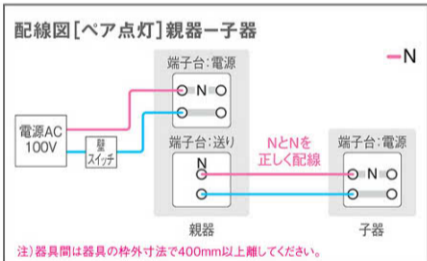 配線図[ペア点灯]親器ー子器
ーN
端子台:電源
N
電源AC
100V
壁
スイッチ
端子台:送り
N
NとNを
正しく配線
端子台:電源
N
親器
子器
注)器具間は器具の枠外寸法で400mm以上離してください。